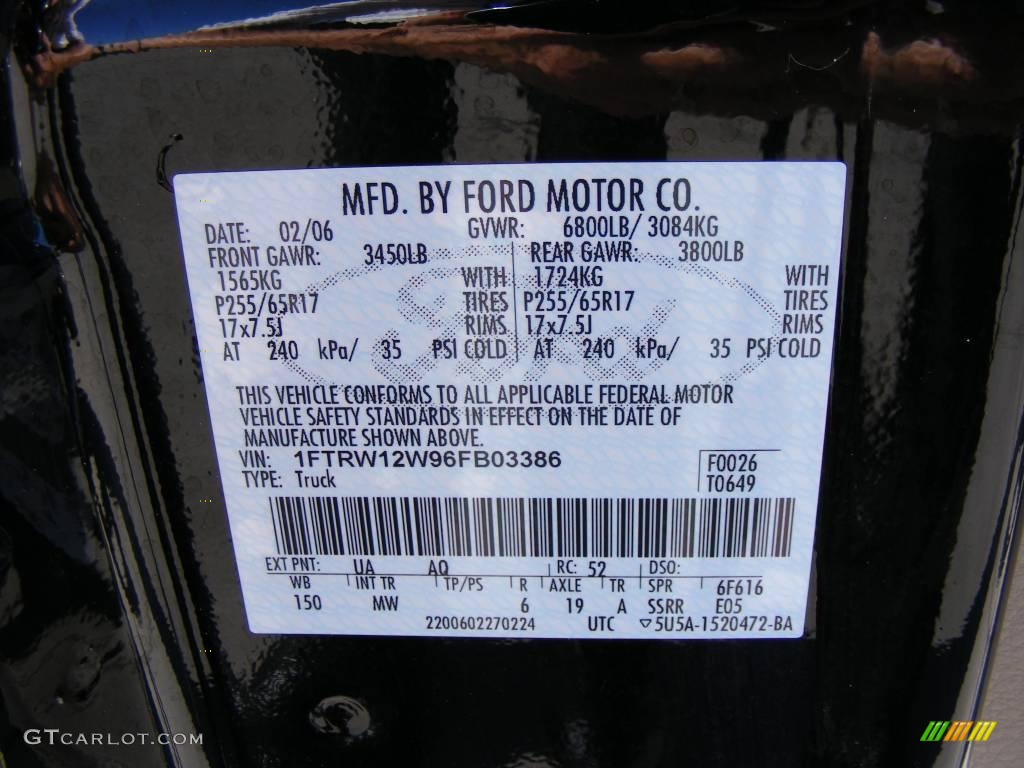 MFD. BY FORD MOTOR CO.
DATE: 02/06 GVWR: 6800LB/ 3084KG
FRONT GAWR: 3450LB REAR GAWR: 3800LB
1565KG WITH 1724KG WITH
P255/65R17 TIRES P255/65R17 TIRES
17x7.5J RIMS 17x7.5J RIMS
AT 240 kPa/ 35 PSI COLD AT 240 kPa/ 35 PSI COLD
THIS VEHICLE CONFORMS TO ALL APPLICABLE FEDERAL MOTOR
VEHICLE SAFETY STANDARDS IN EFFECT ON THE DATE OF
MANUFACTURE SHOWN ABOVE.
VIN: 1FTRW12W96FB03386 F0026
TYPE: Truck T0649
EXT PNT: UA AQ RC: 52 DSO:
WB INT TR TP/PS R AXLE TR SPR 6F616
150 MW 6 19 A SSRR E05
2200602270224 UTC ▽5U5A-1520472-BA
Ford
GTCARLOT.COM